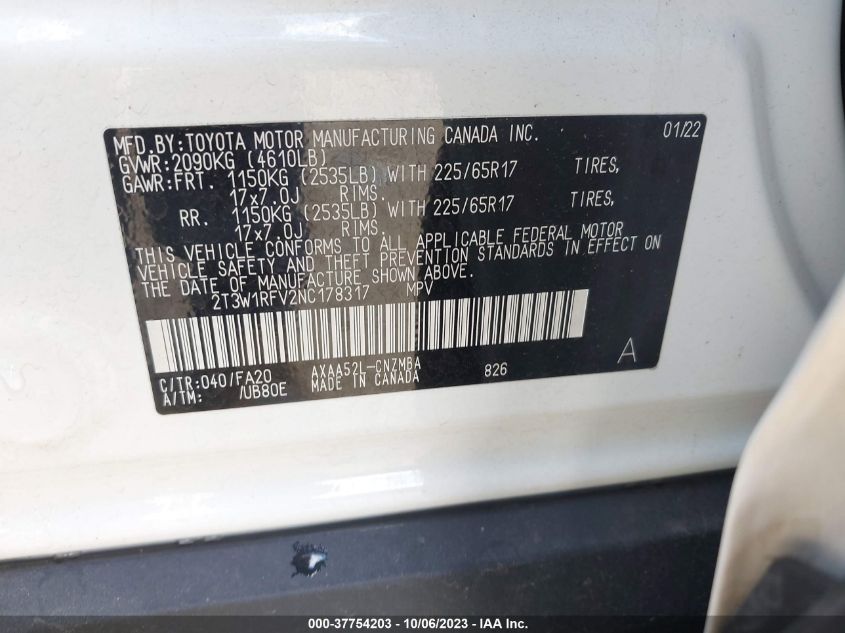 MFD.BY:TOYOTA MOTOR MANUFACTURING CANADA INC. 01/22
GVWR:2090KG (4610LB)
GAWR:FRT. 1150KG (2535LB) WITH 225/65R17 TIRES,
17x7.0J RIMS.
RR. 1150KG (2535LB) WITH 225/65R17 TIRES,
17x7.0J RIMS.
THIS VEHICLE CONFORMS TO ALL APPLICABLE FEDERAL MOTOR
VEHICLE SAFETY AND THEFT PREVENTION STANDARDS IN EFFECT ON
THE DATE OF MANUFACTURE SHOWN ABOVE.
2T3W1RFV2NC178317 MPV
C/TR:040/FA20 AXAA52L-CNZMBA 826 A
A/TM: /UB80E MADE IN CANADA
000-37754203 - 10/06/2023 - IAA Inc.